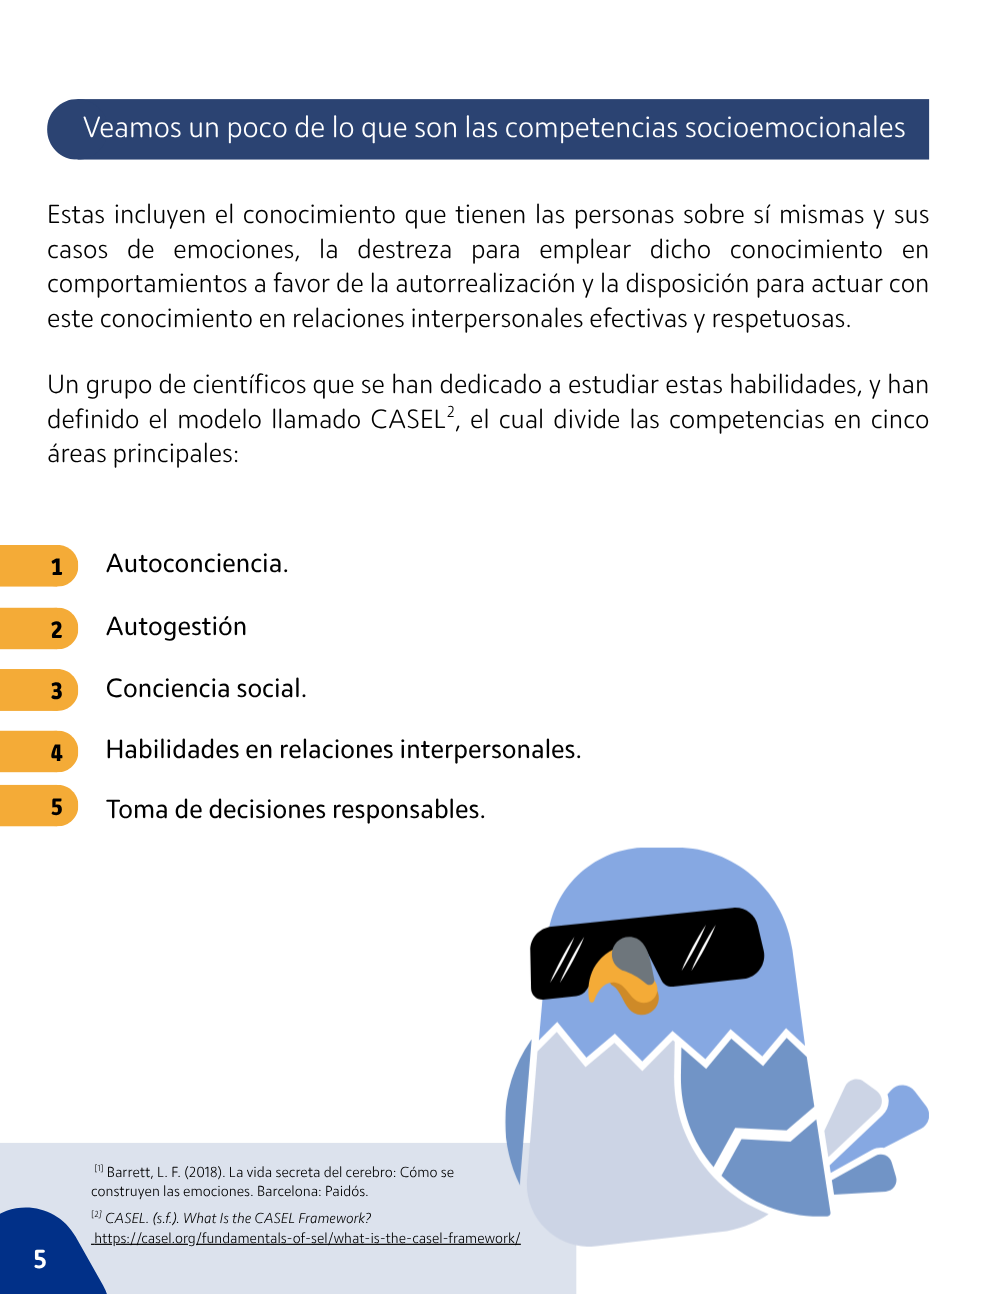 Veamos un poco de lo que son las competencias socioemocionales
Estas incluyen el conocimiento que tienen las personas sobre sí mismas y sus
casos de emociones, la destreza para emplear dicho conocimiento en
comportamientos a favor de la autorrealización y la disposición para actuar con
este conocimiento en relaciones interpersonales efectivas y respetuosas.
Un grupo de científicos que se han dedicado a estudiar estas habilidades, y han
definido el modelo llamado CASEL2, el cual divide las competencias en cinco
áreas principales:
1 Autoconciencia.
2 Autogestión
3 Conciencia social.
4 Habilidades en relaciones interpersonales.
5 Toma de decisiones responsables.
[1] Barrett, L. F. (2018). La vida secreta del cerebro: Cómo se
construyen las emociones. Barcelona: Paidós.
[2] CASEL. (s.f.). What Is the CASEL Framework?
https://casel.org/fundamentals-of-sel/what-is-the-casel-framework/
5